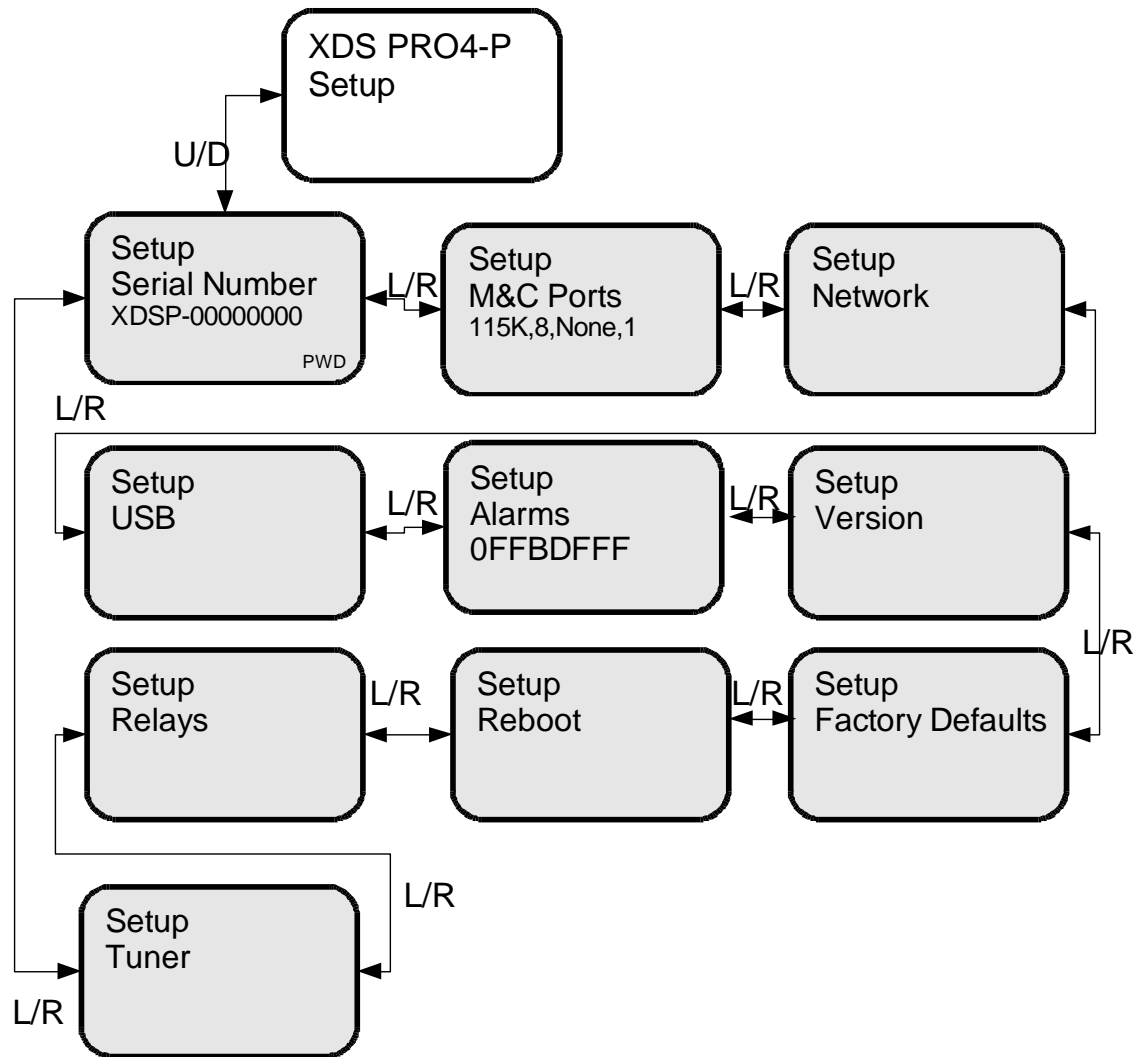 XDS PRO4-P
Setup
U/D
Setup
Serial Number
XDSP-00000000
PWD
L/R
Setup
M&C Ports
115K,8,None,1
L/R
Setup
Network
L/R
Setup
USB
L/R
Setup
Alarms
0FFBDFFF
L/R
Setup
Version
L/R
Setup
Relays
L/R
Setup
Reboot
L/R
Setup
Factory Defaults
L/R
Setup
Tuner
L/R